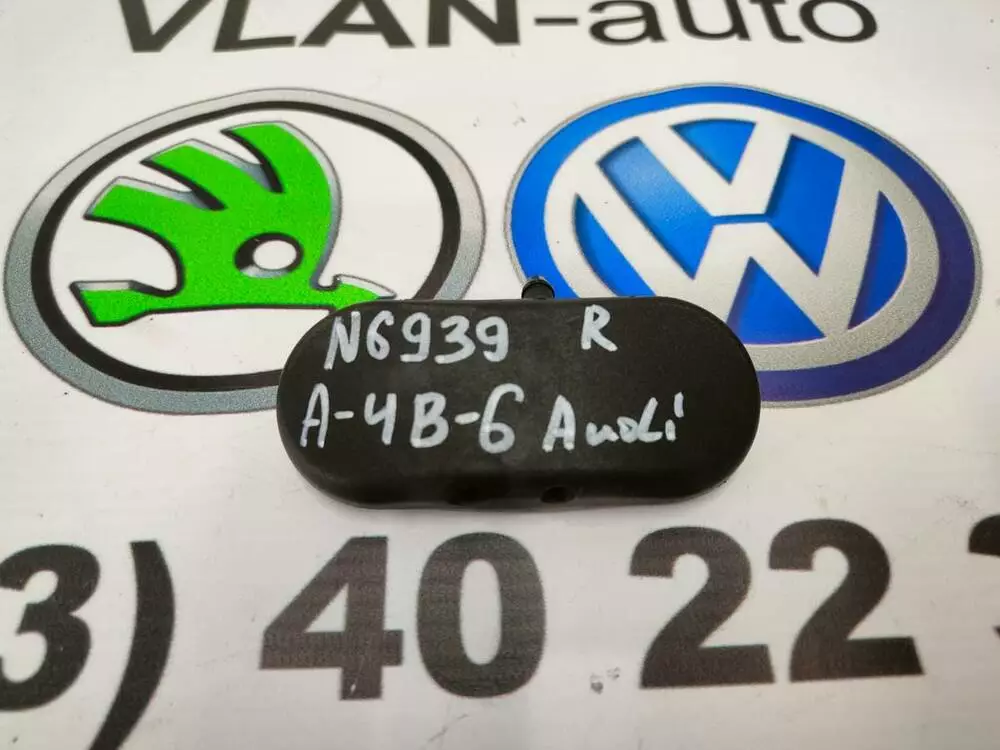 VLAN-auto
N6939 R
A-4B-6 Audi
3) 40 22